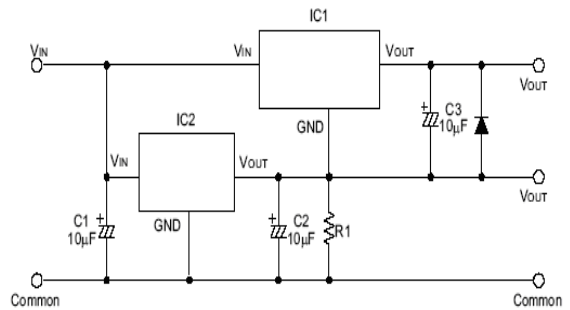 IC1
VIN
VIN
VOUT
VOUT
C3
10μF
GND
IC2
VIN
VOUT
VOUT
C1
10μF
GND
C2
10μF
R1
Common
Common